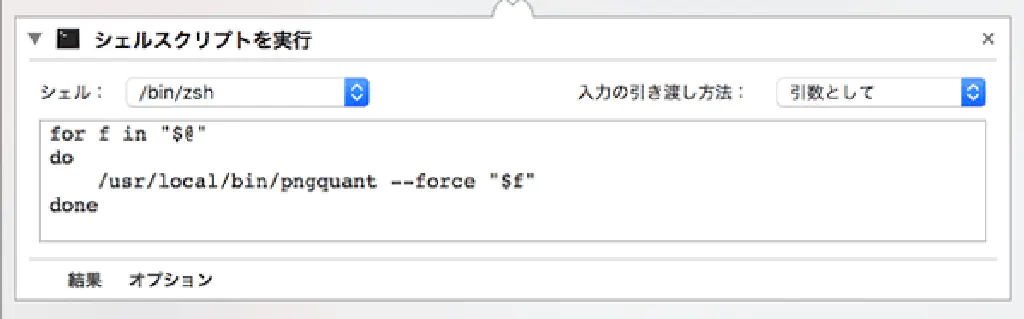 シェルスクリプトを実行
シェル： /bin/zsh 入力の引き渡し方法： 引数として
for f in "$@"
do
    /usr/local/bin/pngquant --force "$f"
done
結果 オプション